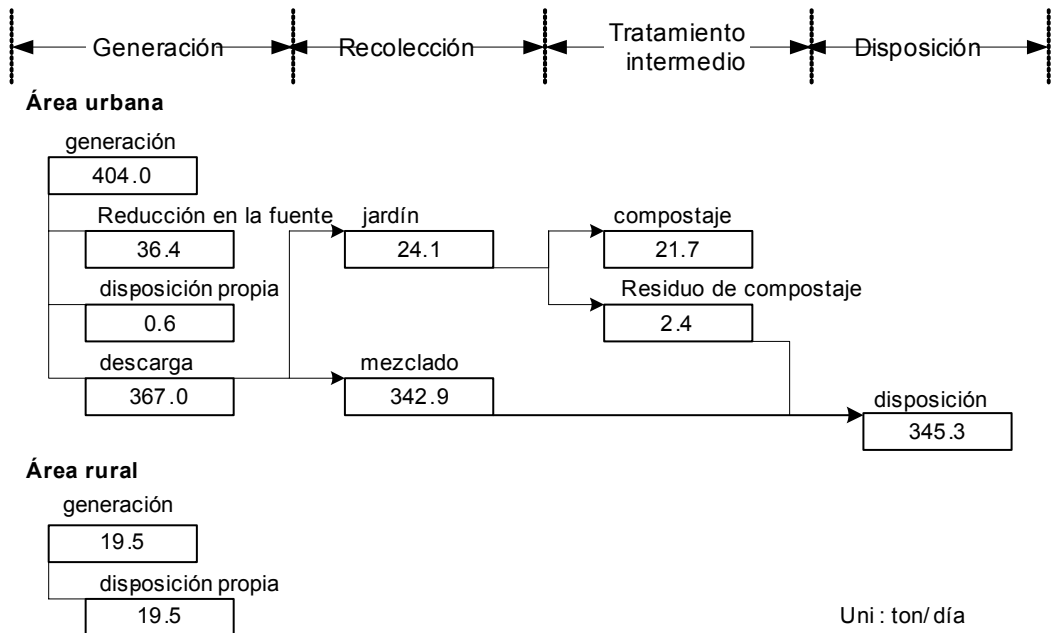 Generación Recolección Tratamiento intermedio Disposición
Área urbana
generación
404.0
Reducción en la fuente jardín compostaje
36.4 24.1 21.7
disposición propia Residuo de compostaje
0.6 2.4
descarga mezclado
367.0 342.9
disposición
345.3
Área rural
generación
19.5
disposición propia
19.5
Uni : ton/día